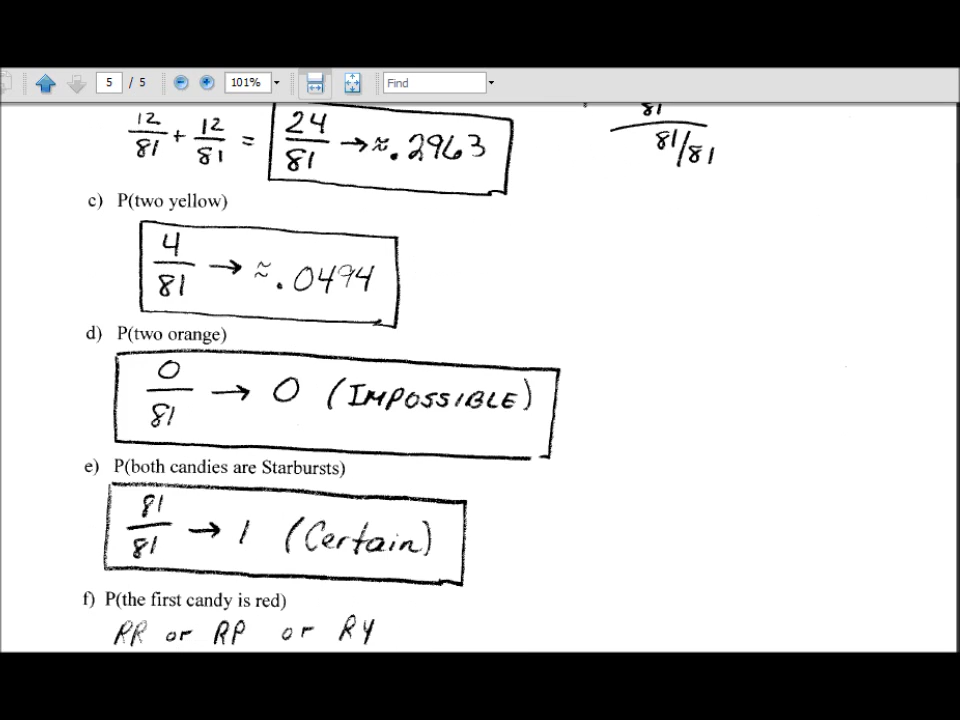 5 / 5 101% Find
12/81 + 12/81 = 24/81 → ≈ .2963
81
81/81
c) P(two yellow)
4/81 → ≈ .0494
d) P(two orange)
0/81 → 0 (IMPOSSIBLE)
e) P(both candies are Starbursts)
81/81 → 1 (Certain)
f) P(the first candy is red)
RR or RP or RY